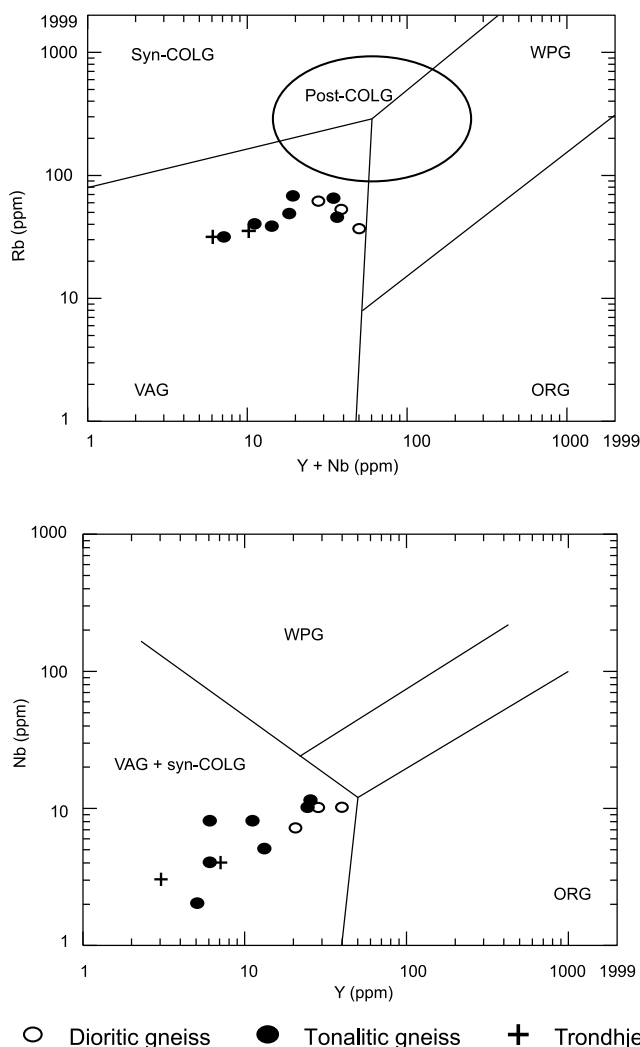 1999
1000
Syn-COLG
WPG
Post-COLG
100
Rb (ppm)
10
VAG
ORG
1
1 10 100 1000 1999
Y + Nb (ppm)
1000
WPG
100
Nb (ppm)
VAG + syn-COLG
10
ORG
1
1 10 100 1000 1999
Y (ppm)
Dioritic gneiss Tonalitic gneiss Trondhje